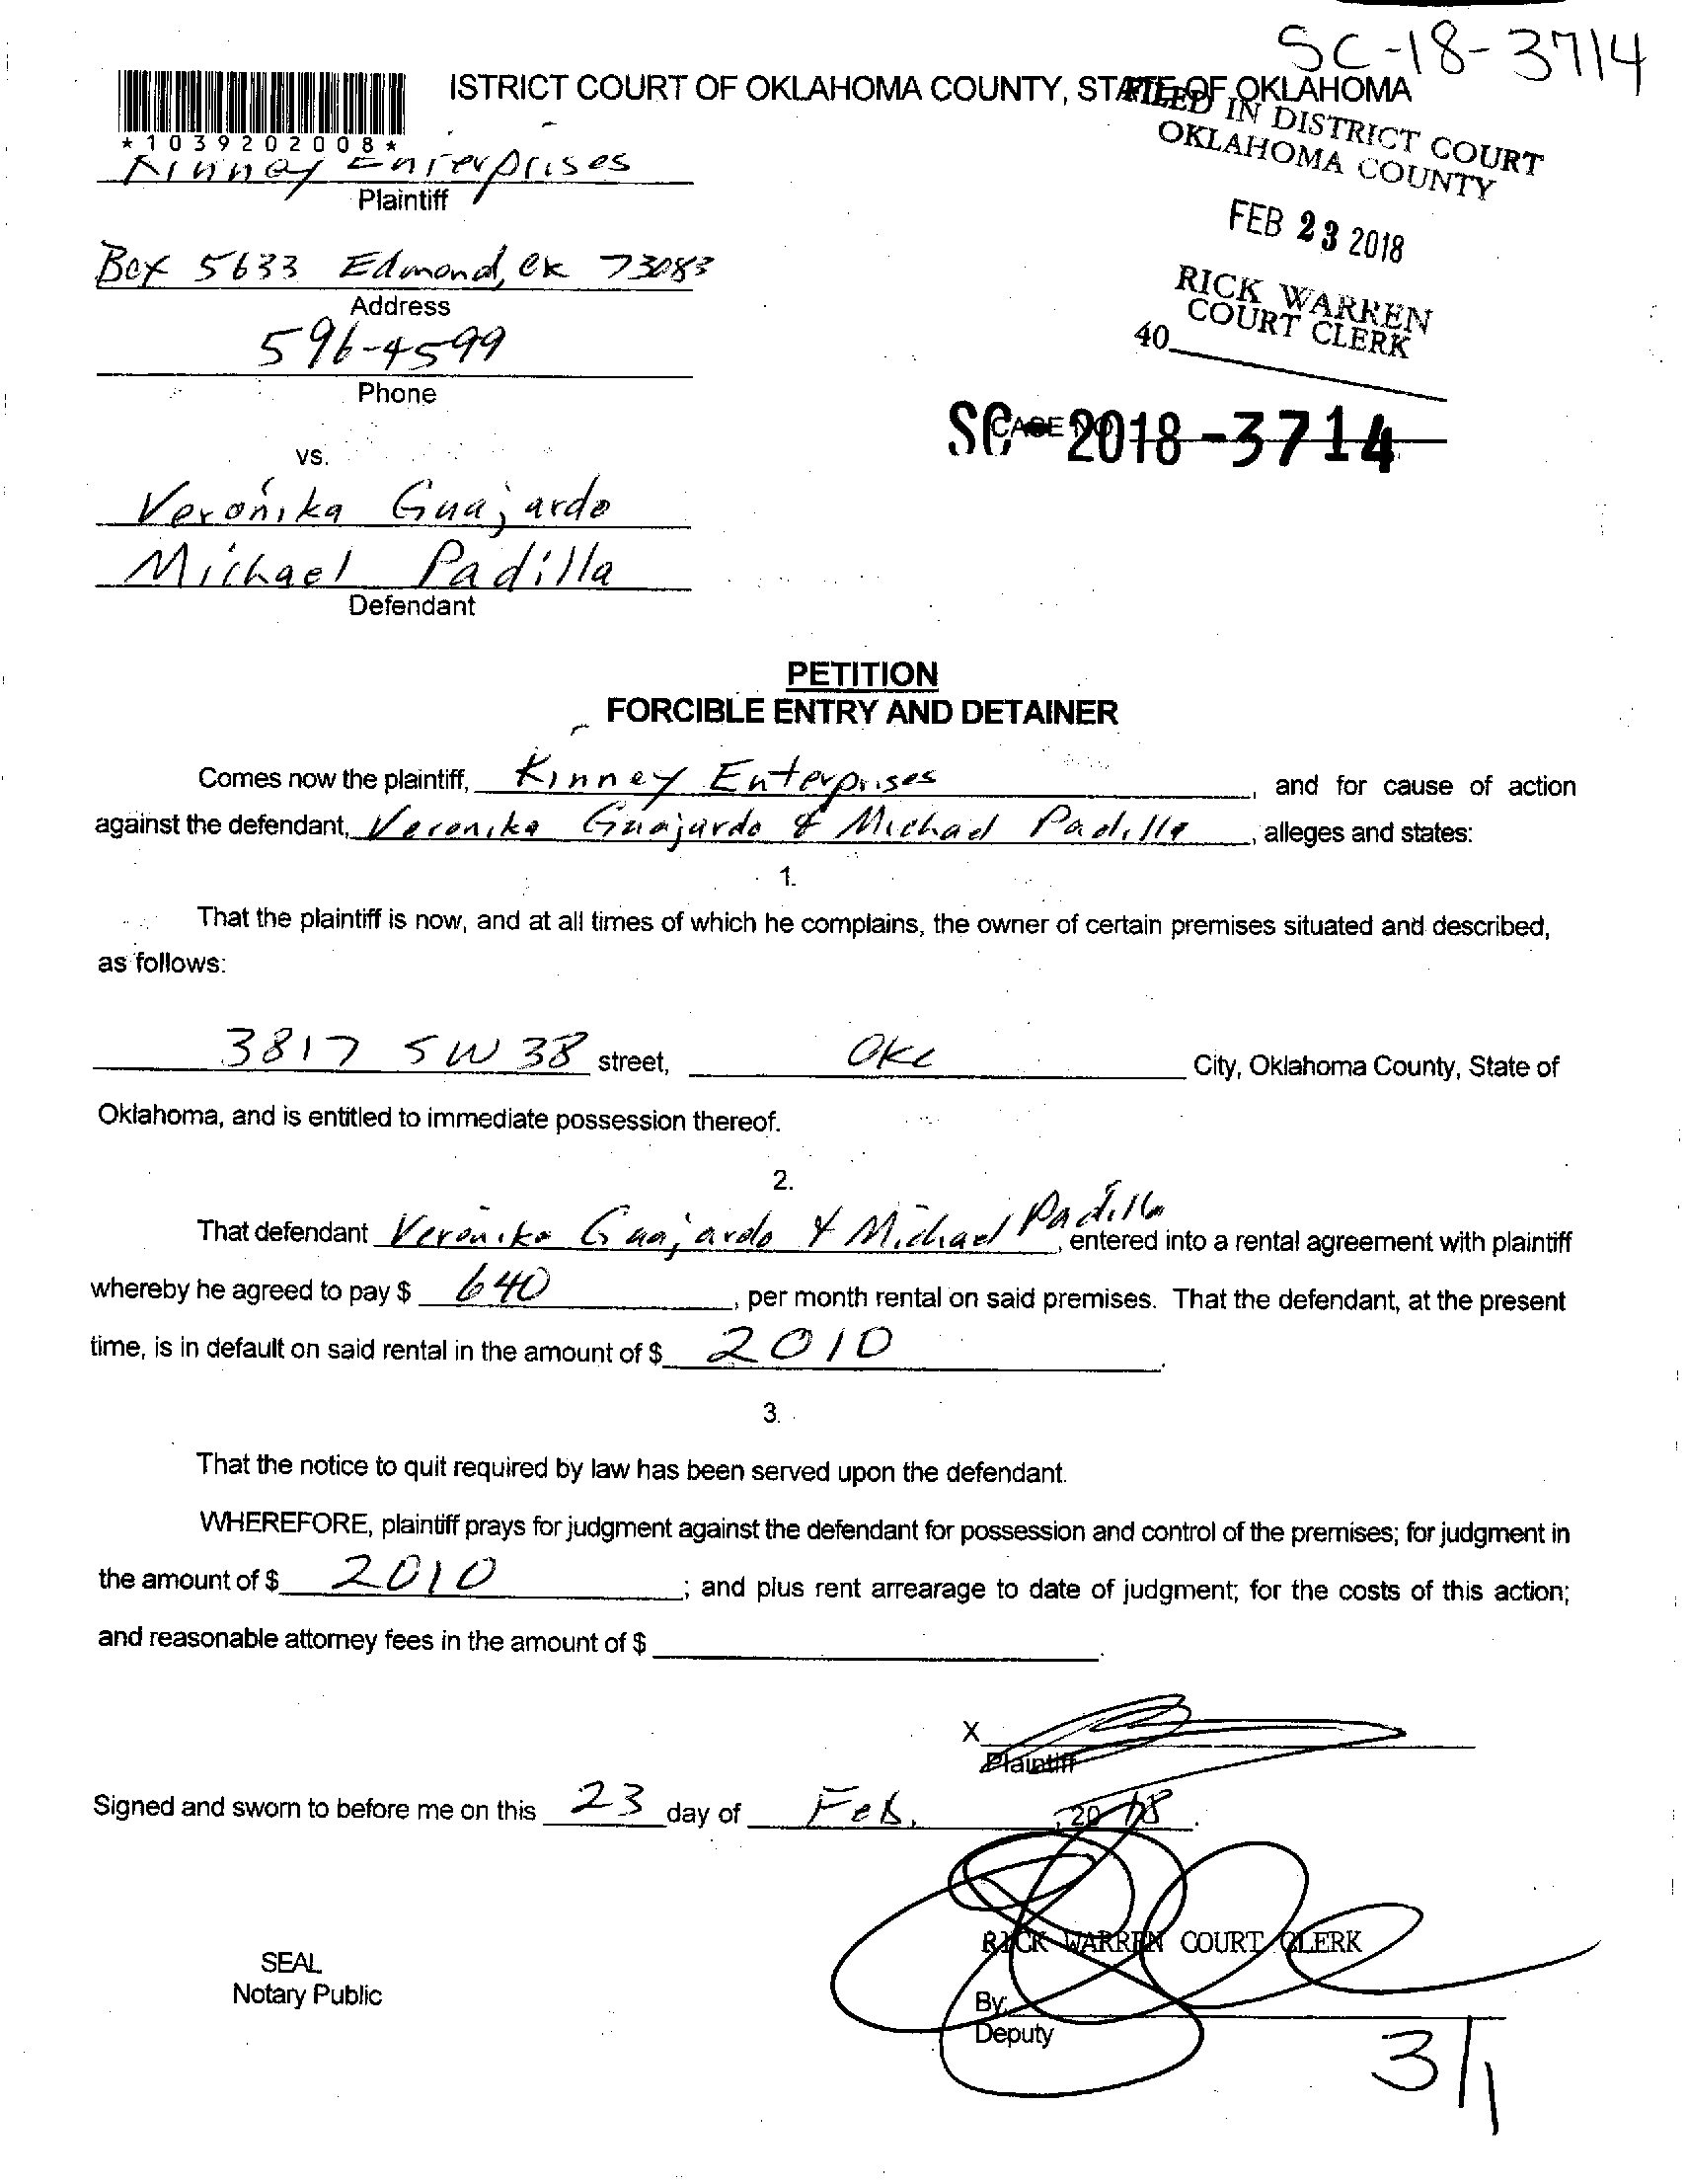 SC-18-3714
ISTRICT COURT OF OKLAHOMA COUNTY, STATE OF OKLAHOMA
FILED IN DISTRICT COURT
OKLAHOMA COUNTY
*1039202008*
Kinney Enterprises
Plaintiff
FEB 23 2018
Box 5633 Edmond, OK 73083
Address
RICK WARREN
COURT CLERK
40
596-4599
Phone
CASE NO.
SC-2018-3714
vs.
Veronika Guajardo
Michael Padilla
Defendant
PETITION
FORCIBLE ENTRY AND DETAINER
Comes now the plaintiff, Kinney Enterprises, and for cause of action
against the defendant, Veronika Guajardo & Michael Padilla, alleges and states:
1.
That the plaintiff is now, and at all times of which he complains, the owner of certain premises situated and described,
as follows:
3817 SW 38 street, OKC City, Oklahoma County, State of
Oklahoma, and is entitled to immediate possession thereof.
2.
That defendant Veronika Guajardo & Michael Padilla, entered into a rental agreement with plaintiff
whereby he agreed to pay $ 640, per month rental on said premises. That the defendant, at the present
time, is in default on said rental in the amount of $ 2010.
3.
That the notice to quit required by law has been served upon the defendant.
WHEREFORE, plaintiff prays for judgment against the defendant for possession and control of the premises; for judgment in
the amount of $ 2010; and plus rent arrearage to date of judgment; for the costs of this action;
and reasonable attorney fees in the amount of $ .
X
Plaintiff
Signed and sworn to before me on this 23 day of Feb., 2018.
RICK WARREN COURT CLERK
SEAL
Notary Public
By:
Deputy
3/1